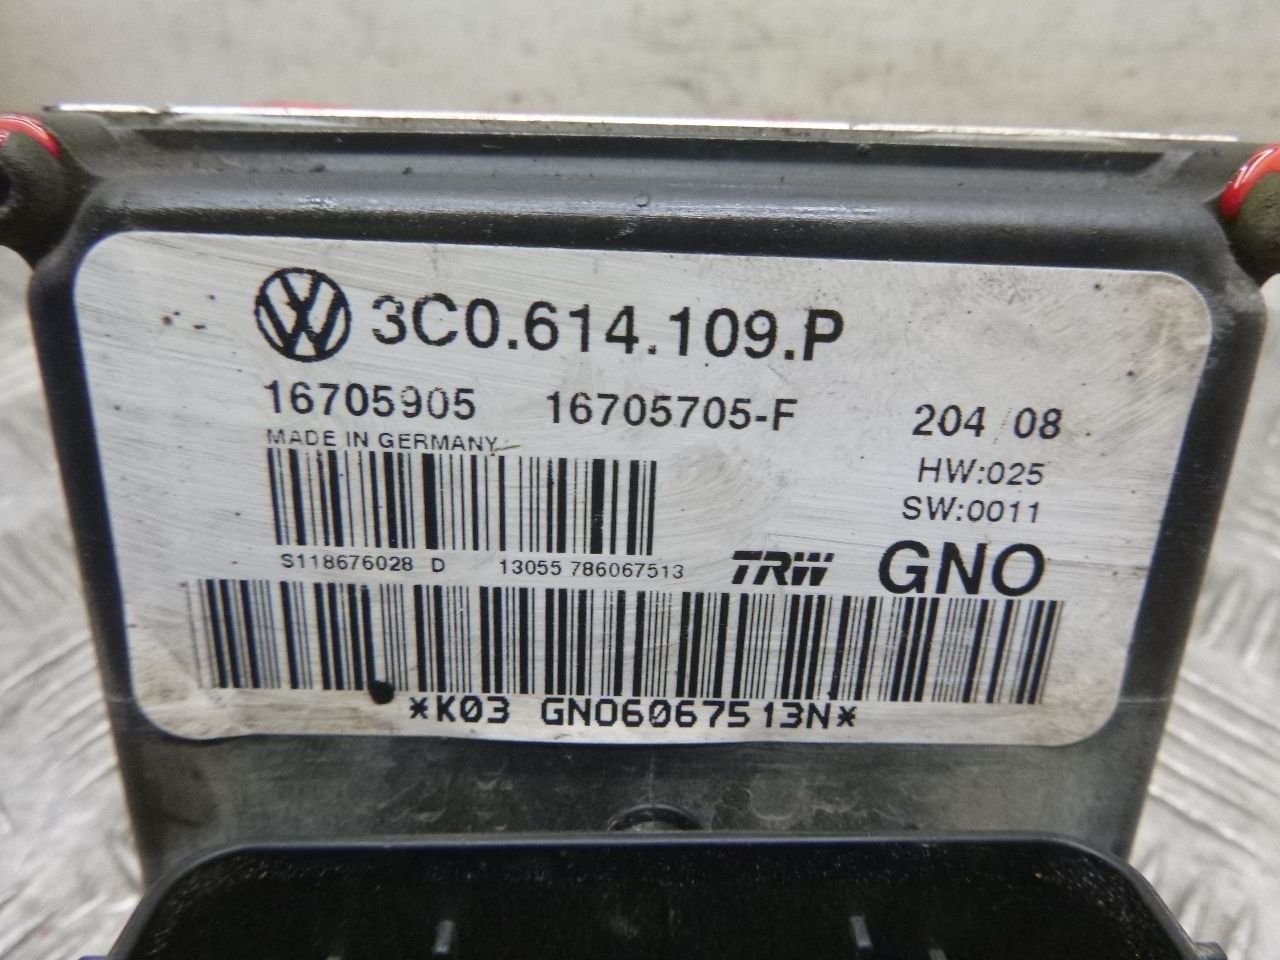 3C0.614.109.P
16705905 16705705-F 204/08
MADE IN GERMANY
HW:025
SW:0011
S118676028 D 13055 786067513 TRW GNO
*K03 GNO6067513N*